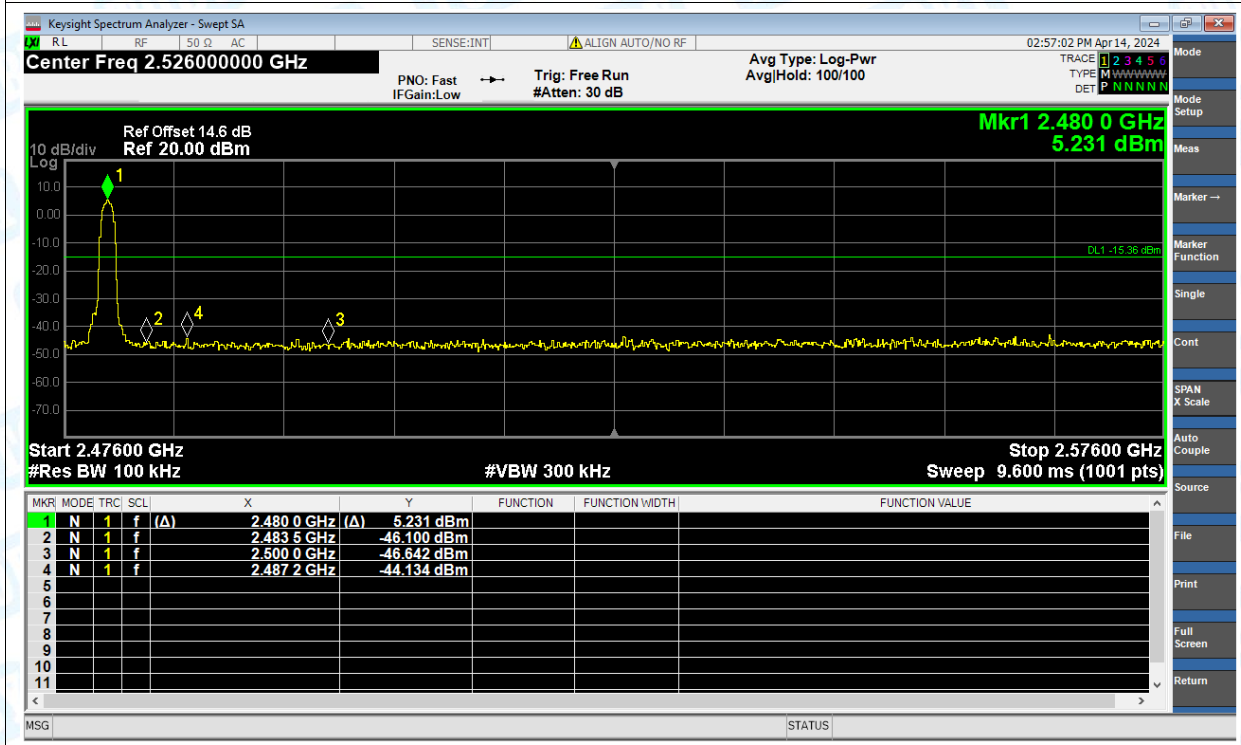 Keysight Spectrum Analyzer - Swept SA
LXI RL RF 50 Ω AC SENSE:INT ALIGN AUTO/NO RF 02:57:02 PM Apr 14, 2024
Center Freq 2.526000000 GHz
PNO: Fast
IFGain:Low
Trig: Free Run
#Atten: 30 dB
Avg Type: Log-Pwr
Avg|Hold: 100/100
TRACE 1 2 3 4 5 6
TYPE M W W W W W
DET P N N N N N
Mkr1 2.480 0 GHz
5.231 dBm
Ref Offset 14.6 dB
10 dB/div Ref 20.00 dBm
Log
10.0
0.00
-10.0
-20.0
-30.0
-40.0
-50.0
-60.0
-70.0
1
2
4
3
DL1 -15.36 dBm
Start 2.47600 GHz Stop 2.57600 GHz
#Res BW 100 kHz #VBW 300 kHz Sweep 9.600 ms (1001 pts)
MKR MODE TRC SCL X Y FUNCTION FUNCTION WIDTH FUNCTION VALUE
1 N 1 f (Δ) 2.480 0 GHz (Δ) 5.231 dBm
2 N 1 f 2.483 5 GHz -46.100 dBm
3 N 1 f 2.500 0 GHz -46.642 dBm
4 N 1 f 2.487 2 GHz -44.134 dBm
5
6
7
8
9
10
11
MSG STATUS
Mode
Mode
Setup
Meas
Marker →
Marker
Function
Single
Cont
SPAN
X Scale
Auto
Couple
Source
File
Print
Full
Screen
Return